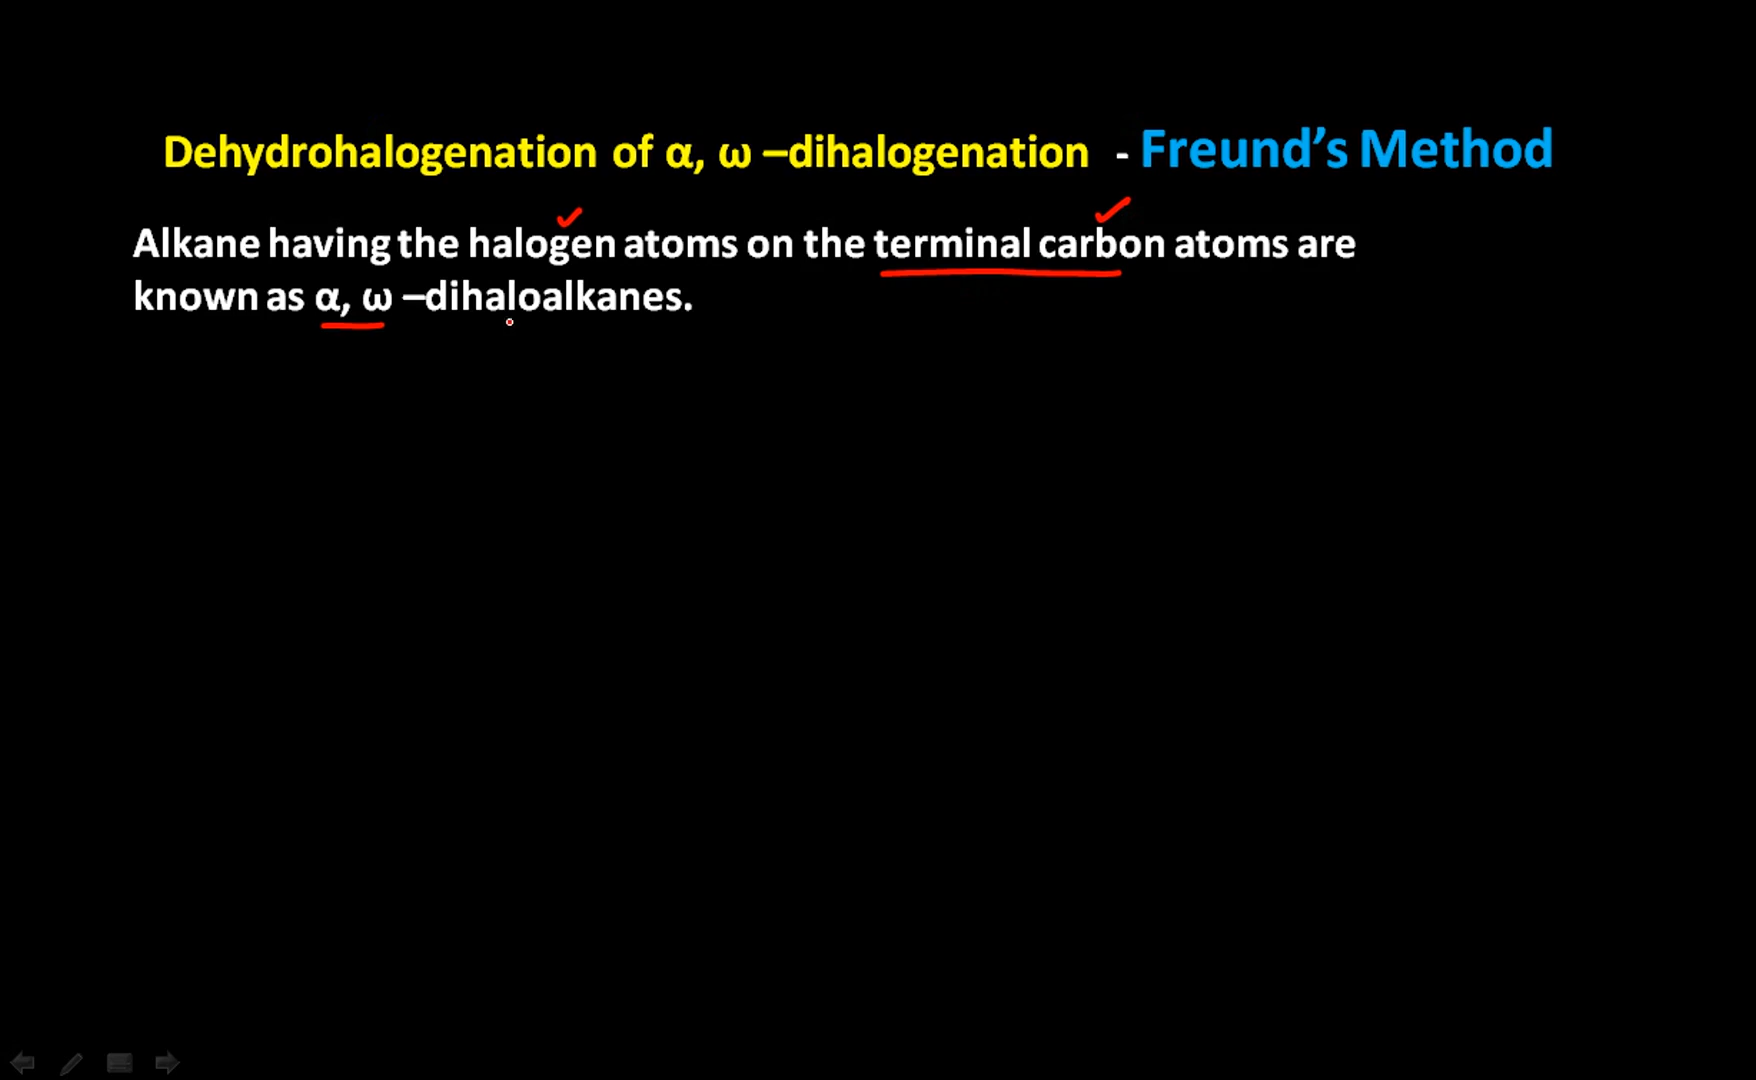 Dehydrohalogenation of α, ω –dihalogenation - Freund’s Method
Alkane having the halogen atoms on the terminal carbon atoms are
known as α, ω –dihaloalkanes.